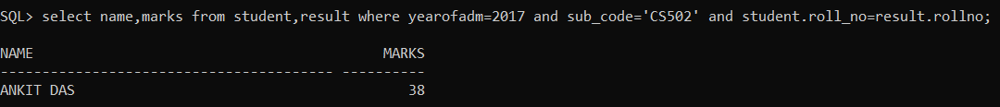 SQL> select name,marks from student,result where yearofadm=2017 and sub_code='CS502' and student.roll_no=result.rollno;
NAME MARKS
---------------------------------------- ----------
ANKIT DAS 38